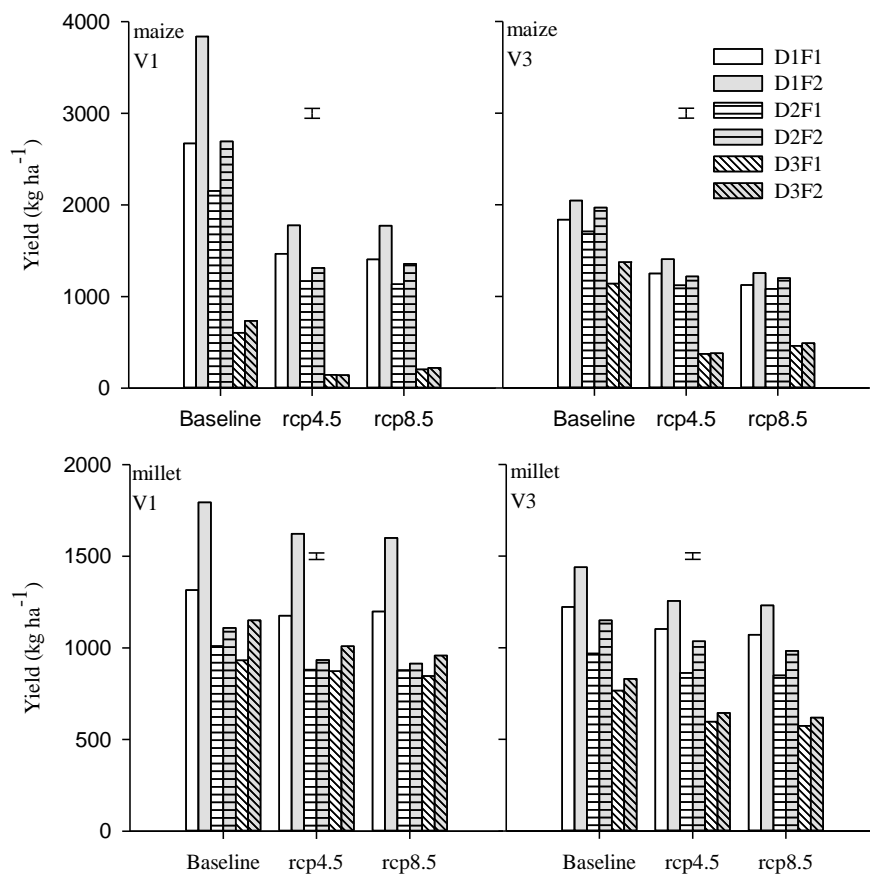 maize
V1
maize
V3
D1F1
D1F2
D2F1
D2F2
D3F1
D3F2
4000
3000
2000
1000
0
Yield (kg ha⁻¹)
Baseline rcp4.5 rcp8.5
Baseline rcp4.5 rcp8.5
millet
V1
millet
V3
2000
1500
1000
500
0
Yield (kg ha⁻¹)
Baseline rcp4.5 rcp8.5
Baseline rcp4.5 rcp8.5